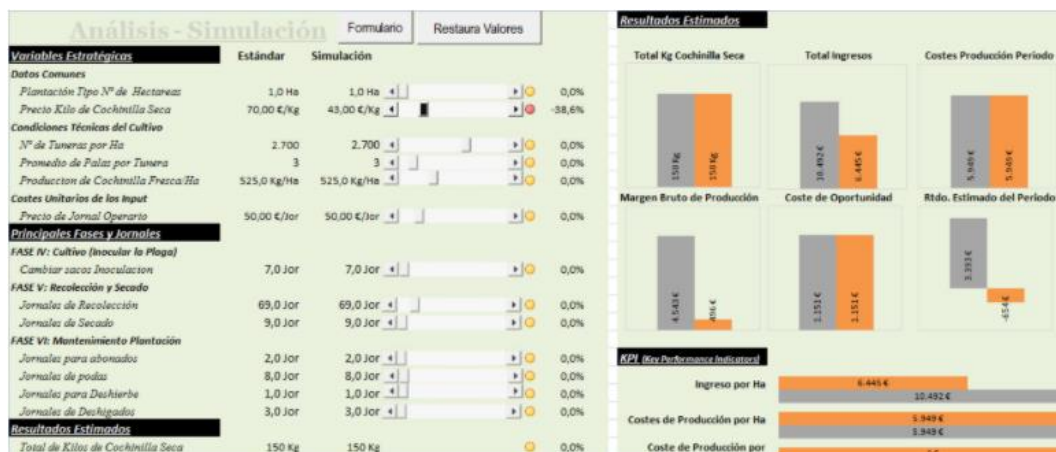 Análisis - Simulación
Formulario
Restaura Valores
Variables Estratégicas Estándar Simulación
Datos Comunes
Plantación Tipo Nº de Hectareas 1,0 Ha 1,0 Ha 0,0%
Precio Kilo de Cochinilla Seca 70,00 €/Kg 43,00 €/Kg -38,6%
Condiciones Técnicas del Cultivo
Nº de Tuneras por Ha 2.700 2.700 0,0%
Promedio de Palas por Tunera 3 3 0,0%
Produccion de Cochinilla Fresca/Ha 525,0 Kg/Ha 525,0 Kg/Ha 0,0%
Costes Unitarios de los Input
Precio de Jornal Operario 50,00 €/Jor 50,00 €/Jor 0,0%
Principales Fases y Jornales
FASE IV: Cultivo (Inocular la Plaga)
Cambiar sacos Inoculacion 7,0 Jor 7,0 Jor 0,0%
FASE V: Recolección y Secado
Jornales de Recolección 69,0 Jor 69,0 Jor 0,0%
Jornales de Secado 9,0 Jor 9,0 Jor 0,0%
FASE VI: Mantenimiento Plantación
Jornales para abonados 2,0 Jor 2,0 Jor 0,0%
Jornales de podas 8,0 Jor 8,0 Jor 0,0%
Jornales para Deshierbe 1,0 Jor 1,0 Jor 0,0%
Jornales de Deshigados 3,0 Jor 3,0 Jor 0,0%
Resultados Estimados
Total de Kilos de Cochinilla Seca 150 Kg 150 Kg 0,0%
Resultados Estimados
Total Kg Cochinilla Seca Total Ingresos Costes Producción Periodo
150 Kg 150 Kg 10.492 € 6.445 € 5.949 € 5.949 €
Margen Bruto de Producción Coste de Oportunidad Rtdo. Estimado del Periodo
4.543 € 496 € 1.151 € 1.151 € 3.393 € -654 €
KPI (Key Performance Indicators)
Ingreso por Ha 6.445 €
10.492 €
Costes de Producción por Ha 5.949 €
5.949 €
Coste de Producción por